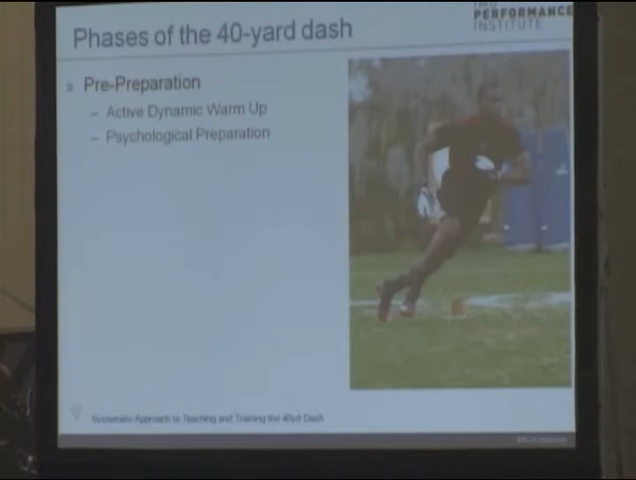 Phases of the 40-yard dash
PERFORMANCE
INSTITUTE
» Pre-Preparation
– Active Dynamic Warm Up
– Psychological Preparation
Systematic Approach to Teaching and Training the 40yd Dash